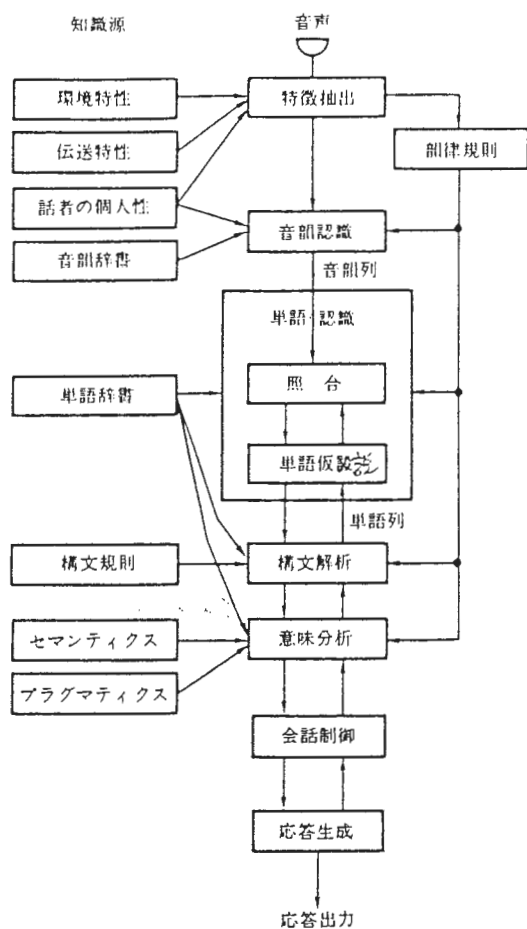 知識源
音声
環境特性
特徴抽出
伝送特性
韻律規則
話者の個人性
音韻認識
音韻辞書
音韻列
単語認識
照合
単語辞書
単語仮設
単語列
構文規則
構文解析
セマンティクス
意味分析
プラグマティクス
会話制御
応答生成
応答出力